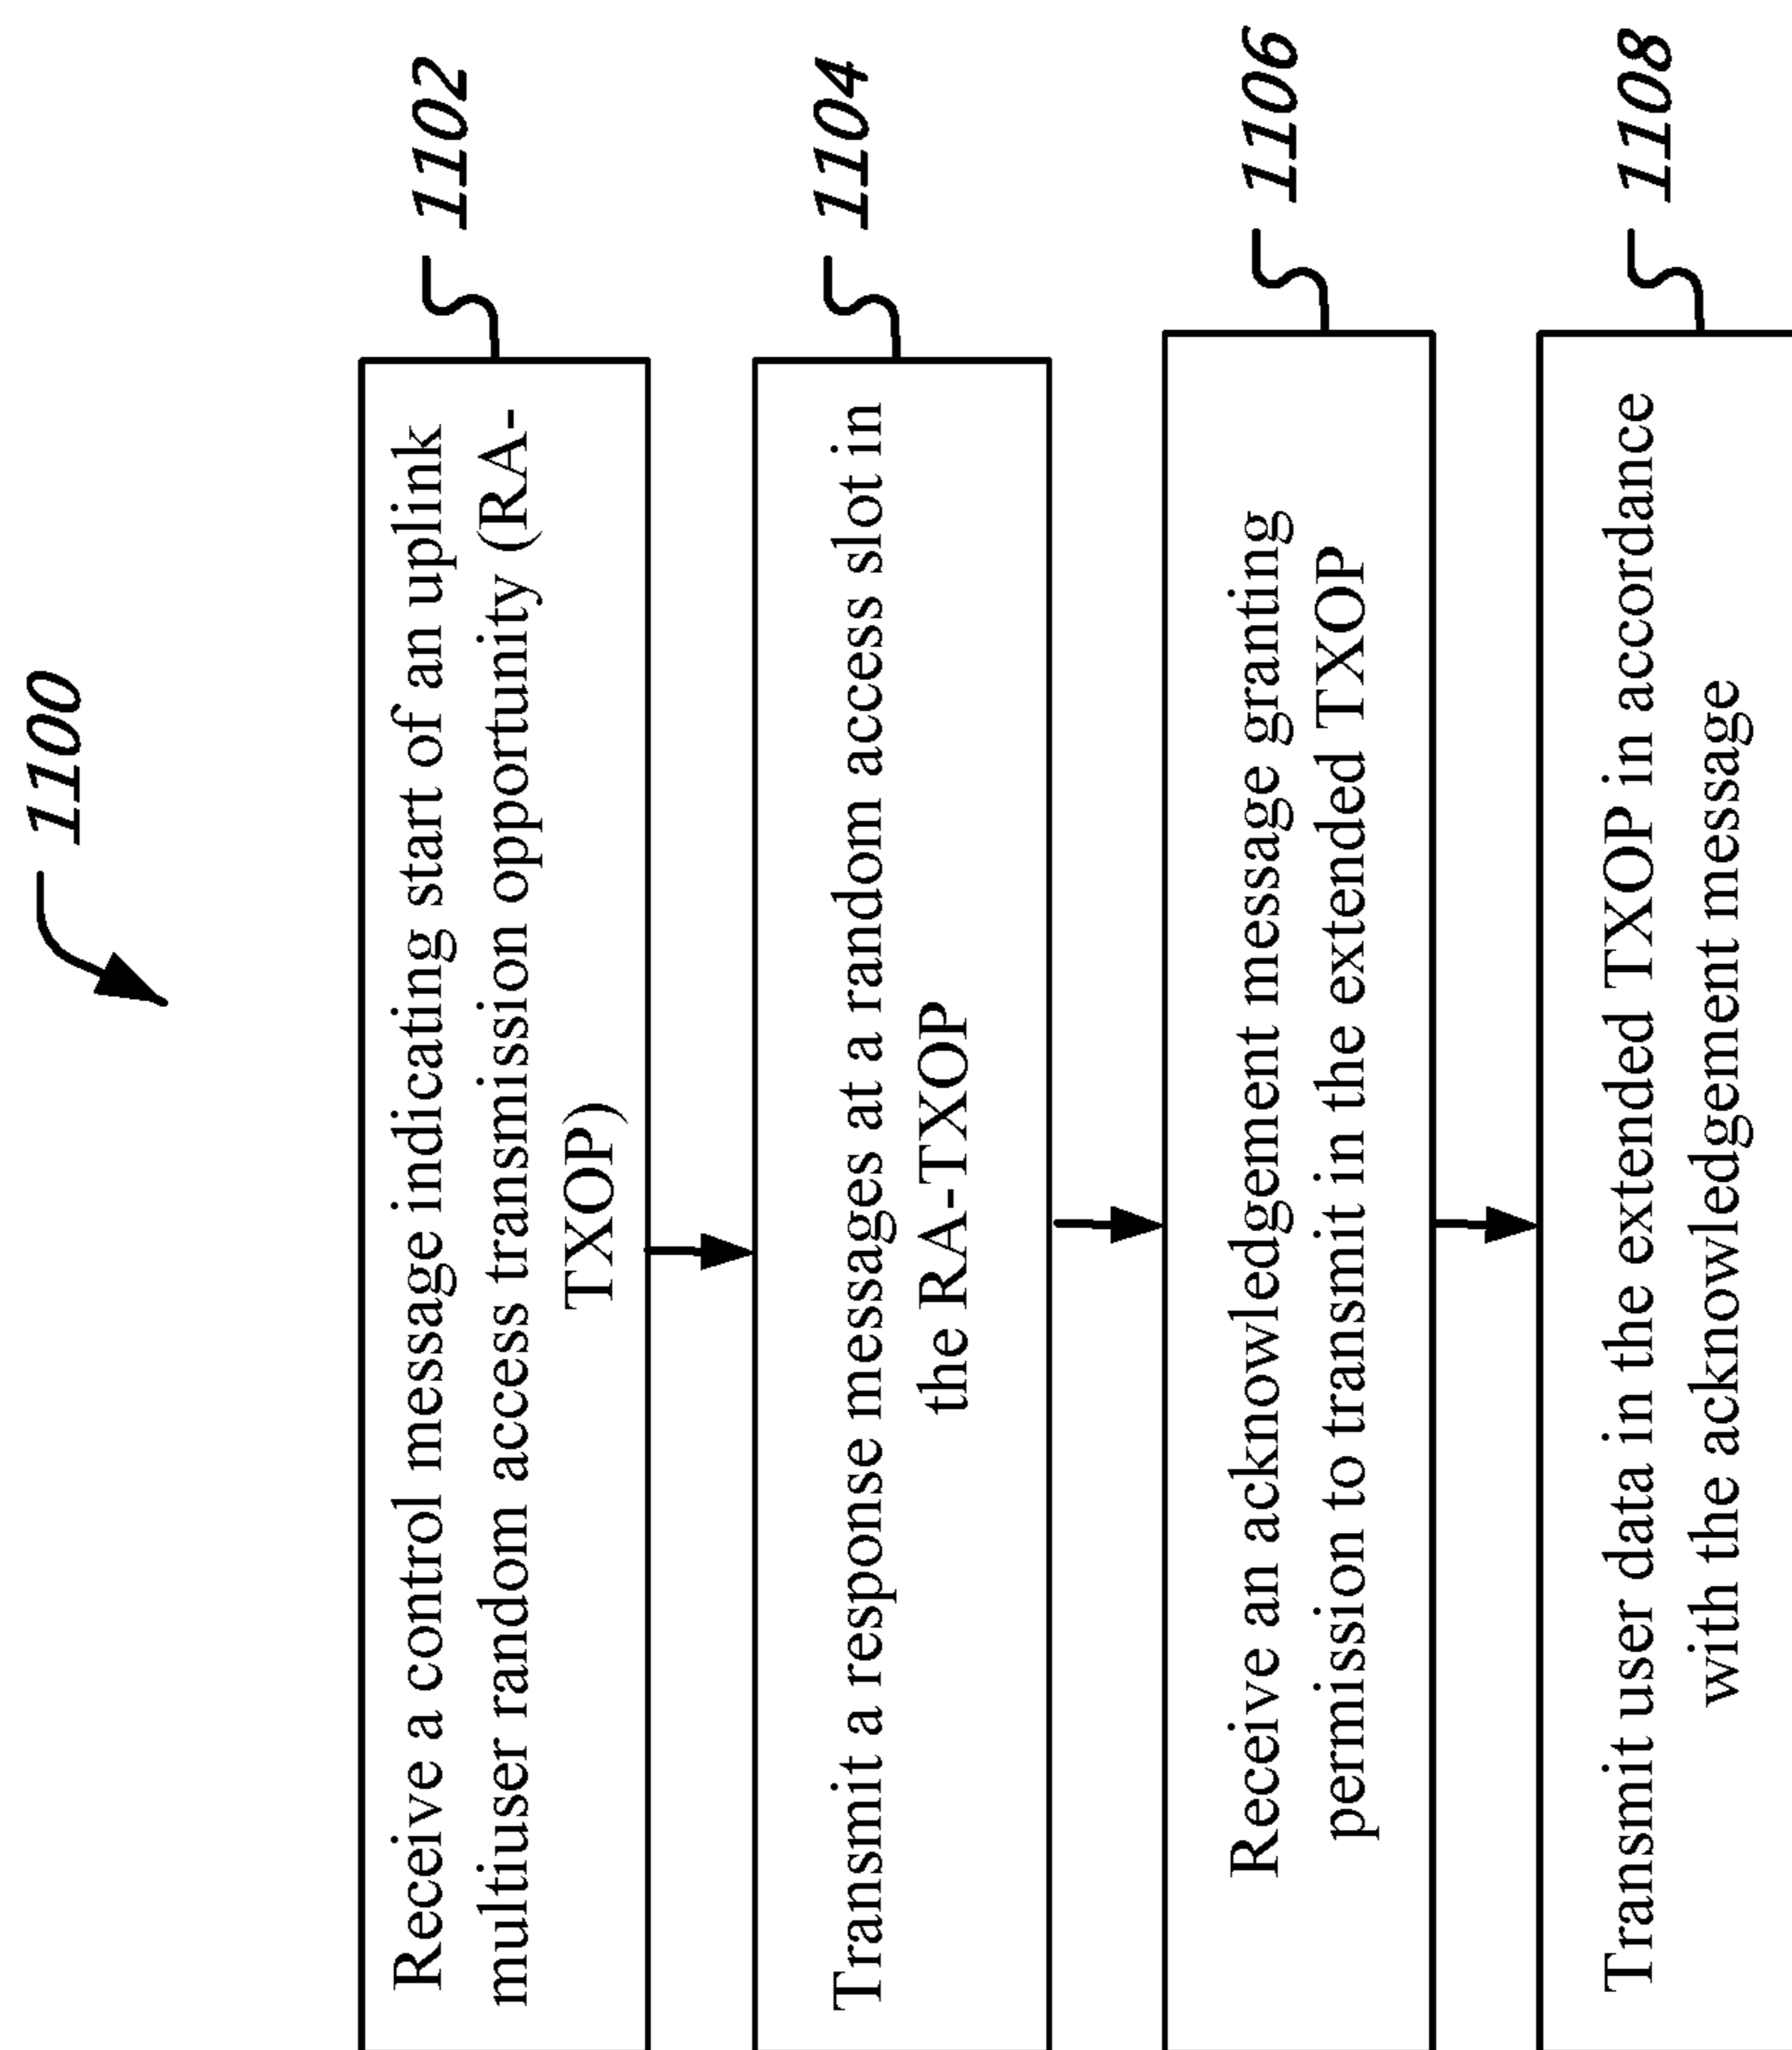 1100
Receive a control message indicating start of an uplink
multiuser random access transmission opportunity (RA-
TXOP)
1102
Transmit a response messages at a random access slot in
the RA-TXOP
1104
Receive an acknowledgement message granting
permission to transmit in the extended TXOP
1106
Transmit user data in the extended TXOP in accordance
with the acknowledgement message
1108